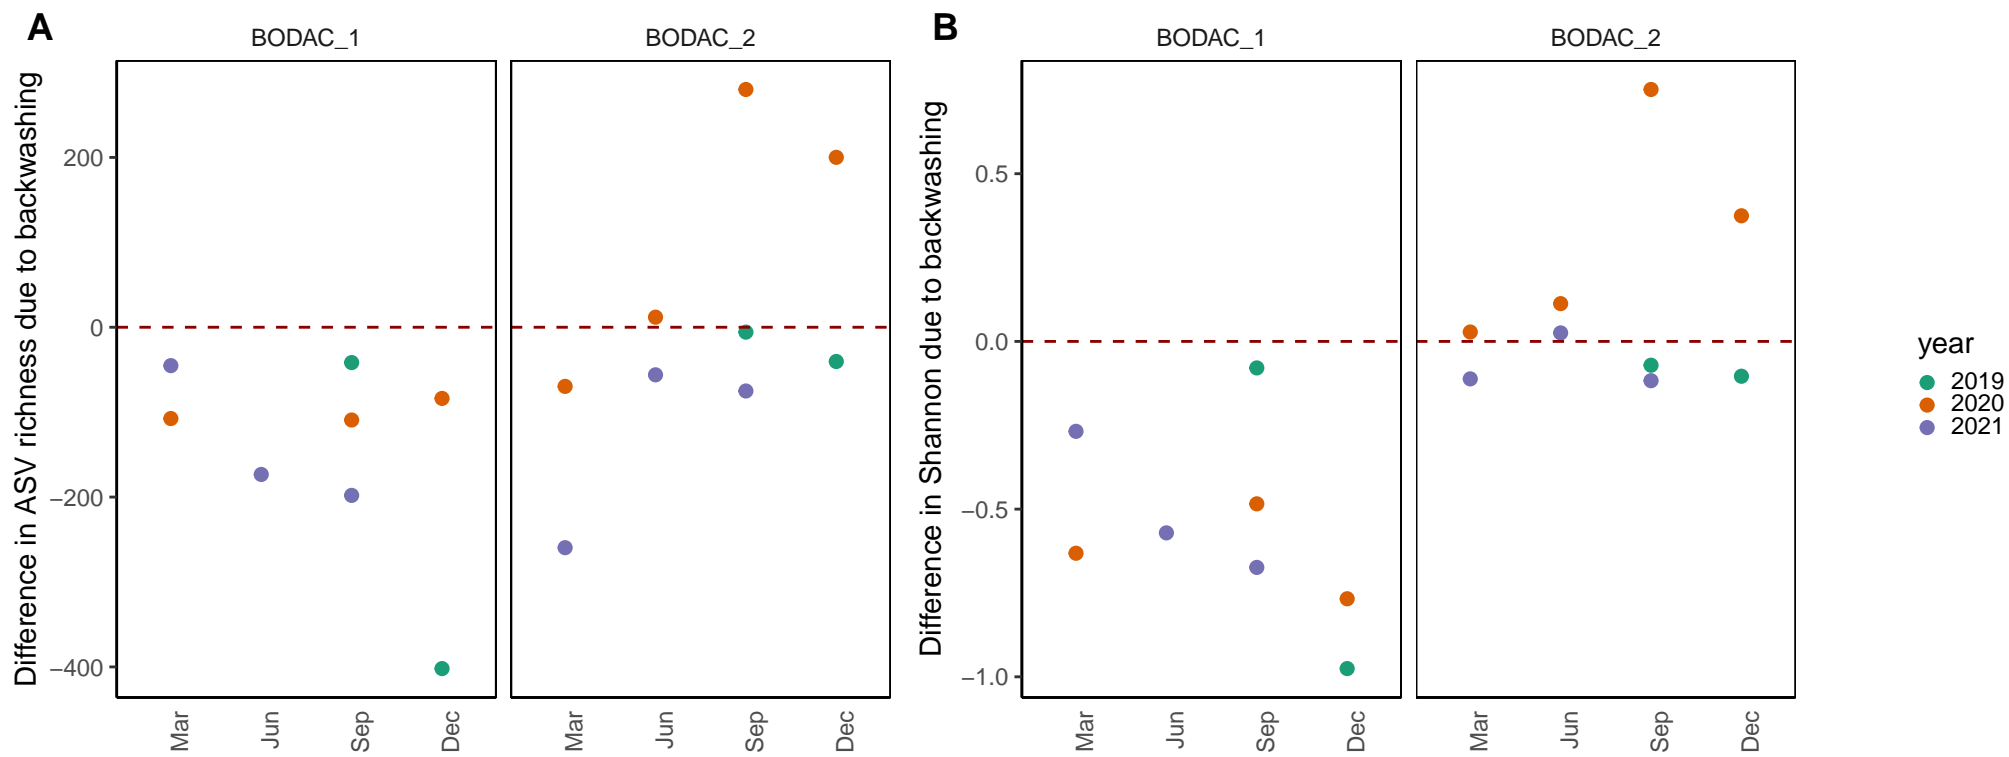 A
BODAC_1
BODAC_2
Difference in ASV richness due to backwashing
200
0
−200
−400
Mar
Jun
Sep
Dec
Mar
Jun
Sep
Dec
B
BODAC_1
BODAC_2
Difference in Shannon due to backwashing
0.5
0.0
−0.5
−1.0
Mar
Jun
Sep
Dec
Mar
Jun
Sep
Dec
year
2019
2020
2021